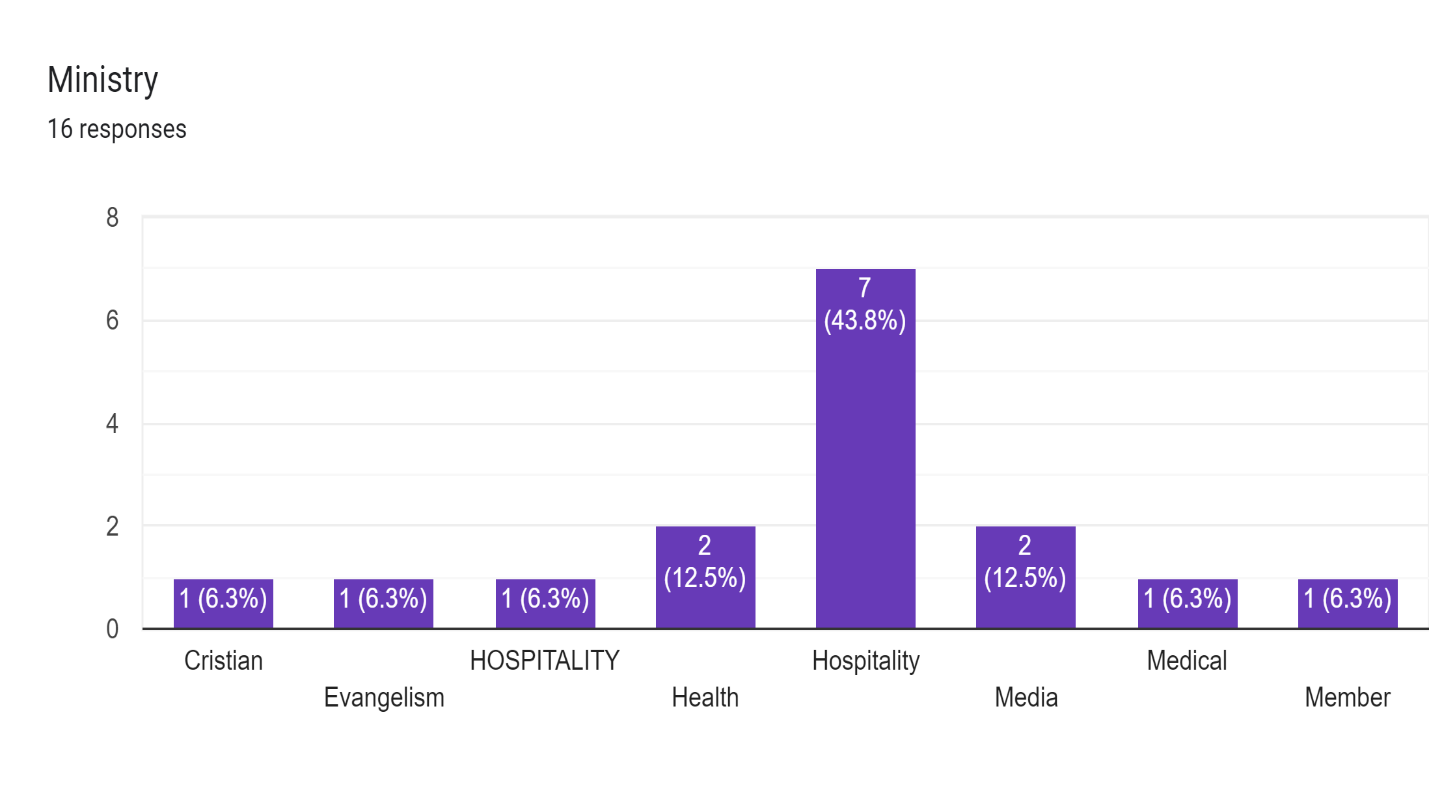 Ministry
16 responses
8
6
4
2
0
7
(43.8%)
2
(12.5%)
2
(12.5%)
1 (6.3%)
1 (6.3%)
1 (6.3%)
1 (6.3%)
1 (6.3%)
Cristian
HOSPITALITY
Hospitality
Medical
Evangelism
Health
Media
Member